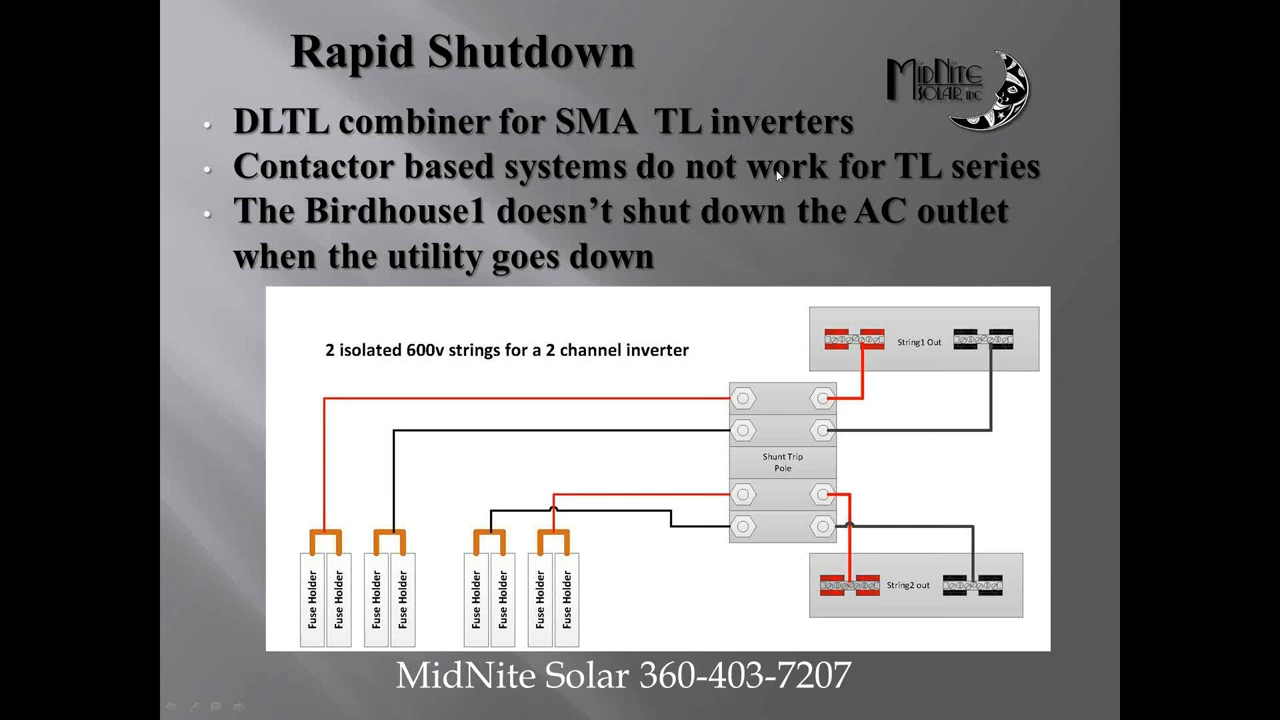 Rapid Shutdown
MIDNITE
SOLAR, INC
DLTL combiner for SMA TL inverters
Contactor based systems do not work for TL series
The Birdhouse1 doesn’t shut down the AC outlet
when the utility goes down
2 isolated 600v strings for a 2 channel inverter
String1 Out
Shunt Trip
Pole
String2 out
Fuse Holder
Fuse Holder
Fuse Holder
Fuse Holder
Fuse Holder
Fuse Holder
Fuse Holder
Fuse Holder
MidNite Solar 360-403-7207